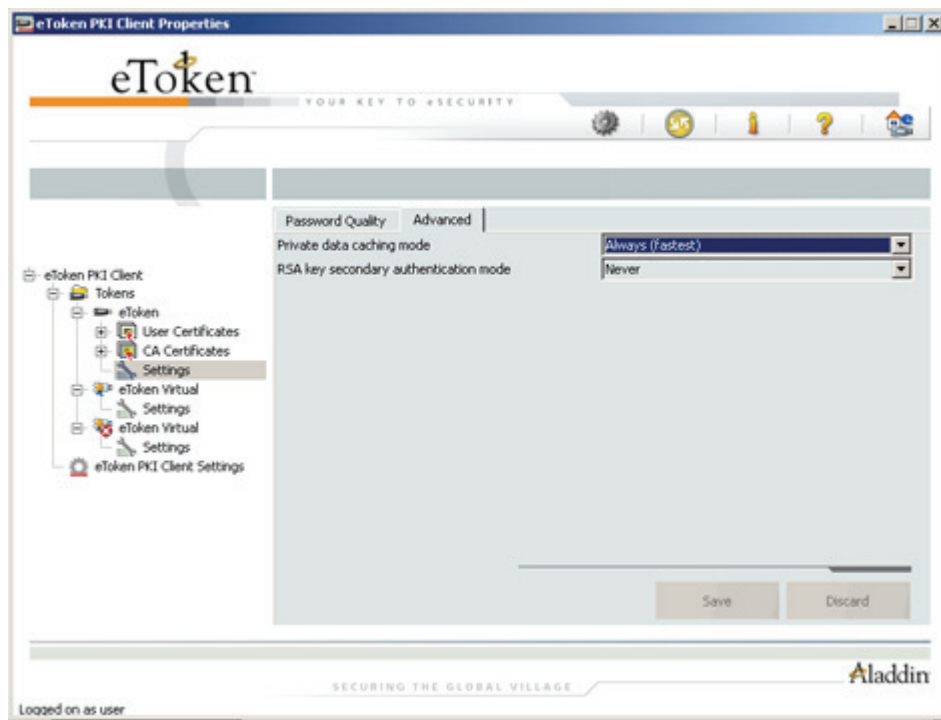 eToken PKI Client Properties
eToken
YOUR KEY TO eSECURITY
Password Quality
Advanced
Private data caching mode
Always (fastest)
RSA key secondary authentication mode
Never
eToken PKI Client
Tokens
eToken
User Certificates
CA Certificates
Settings
eToken Virtual
Settings
eToken Virtual
Settings
eToken PKI Client Settings
Save
Discard
SECURING THE GLOBAL VILLAGE
Aladdin
Logged on as user